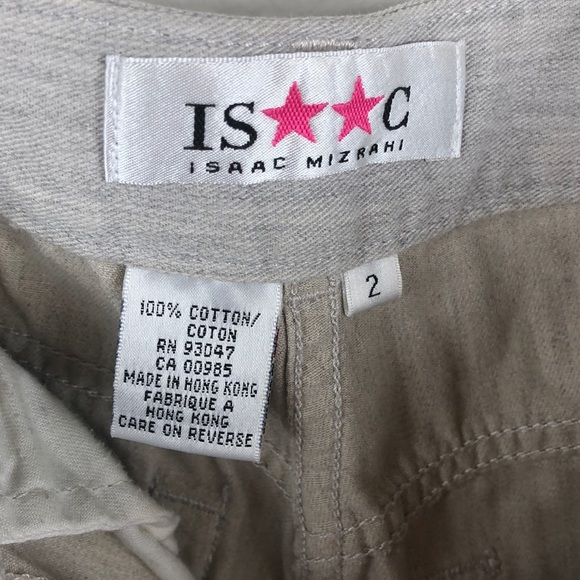 IS★★C
ISAAC MIZRAHI
2
100% COTTON/
COTON
RN 93047
CA 00985
MADE IN HONG KONG
FABRIQUE A
HONG KONG
CARE ON REVERSE